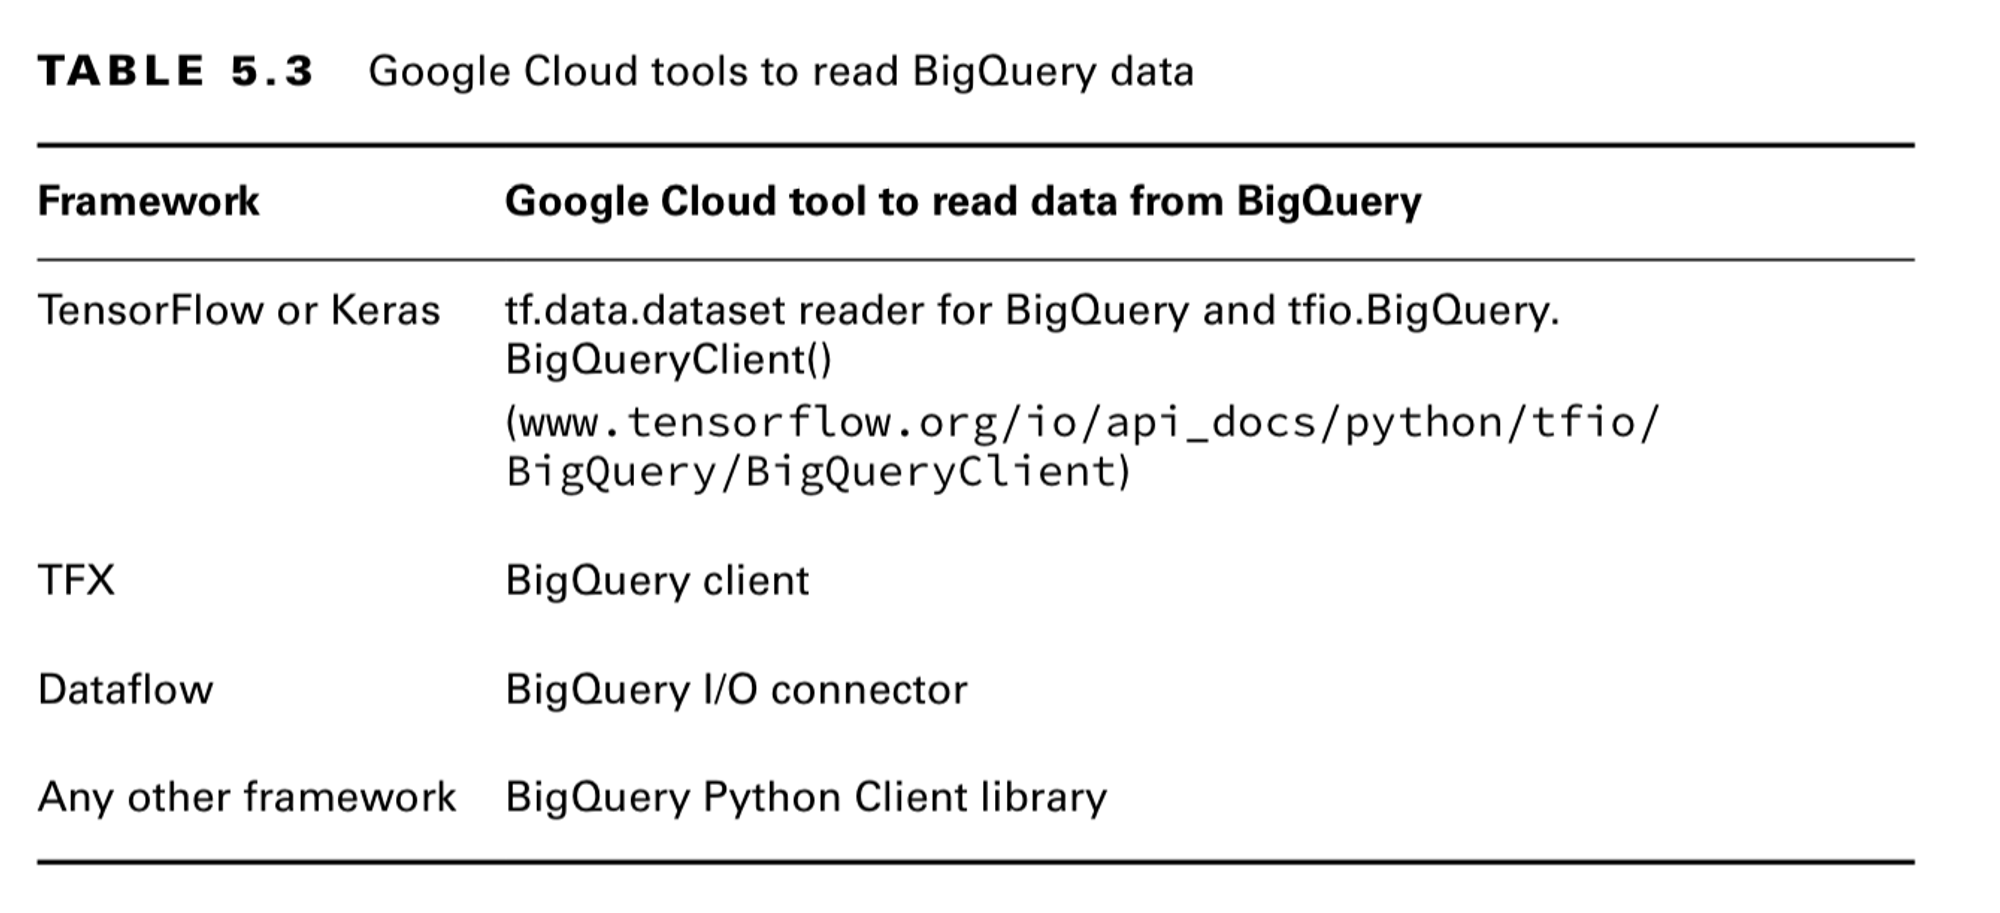 TABLE 5.3 Google Cloud tools to read BigQuery data
Framework Google Cloud tool to read data from BigQuery
TensorFlow or Keras tf.data.dataset reader for BigQuery and tfio.BigQuery.
BigQueryClient()
(www.tensorflow.org/io/api_docs/python/tfio/
BigQuery/BigQueryClient)
TFX BigQuery client
Dataflow BigQuery I/O connector
Any other framework BigQuery Python Client library